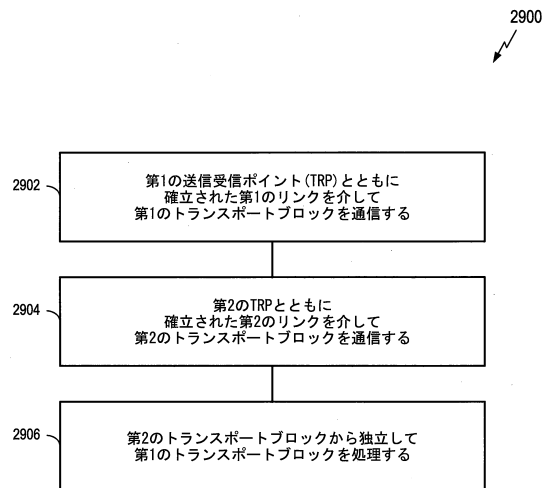 2900
2902
第1の送信受信ポイント(TRP)とともに
確立された第1のリンクを介して
第1のトランスポートブロックを通信する
2904
第2のTRPとともに
確立された第2のリンクを介して
第2のトランスポートブロックを通信する
2906
第2のトランスポートブロックから独立して
第1のトランスポートブロックを処理する